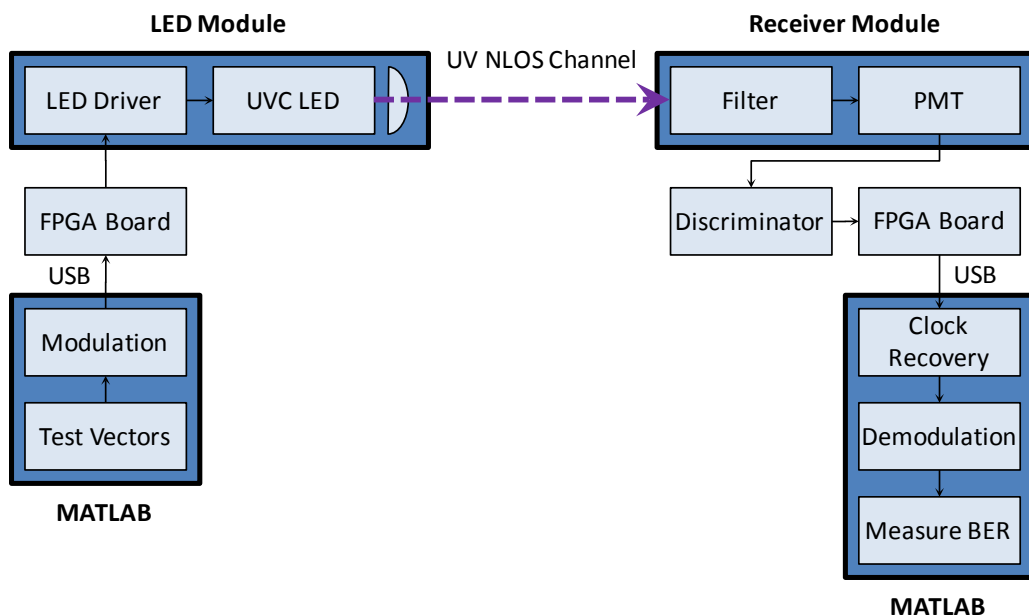 LED Module
Receiver Module
UV NLOS Channel
LED Driver
UVC LED
Filter
PMT
FPGA Board
Discriminator
FPGA Board
USB
USB
Modulation
Clock
Recovery
Test Vectors
Demodulation
MATLAB
Measure BER
MATLAB